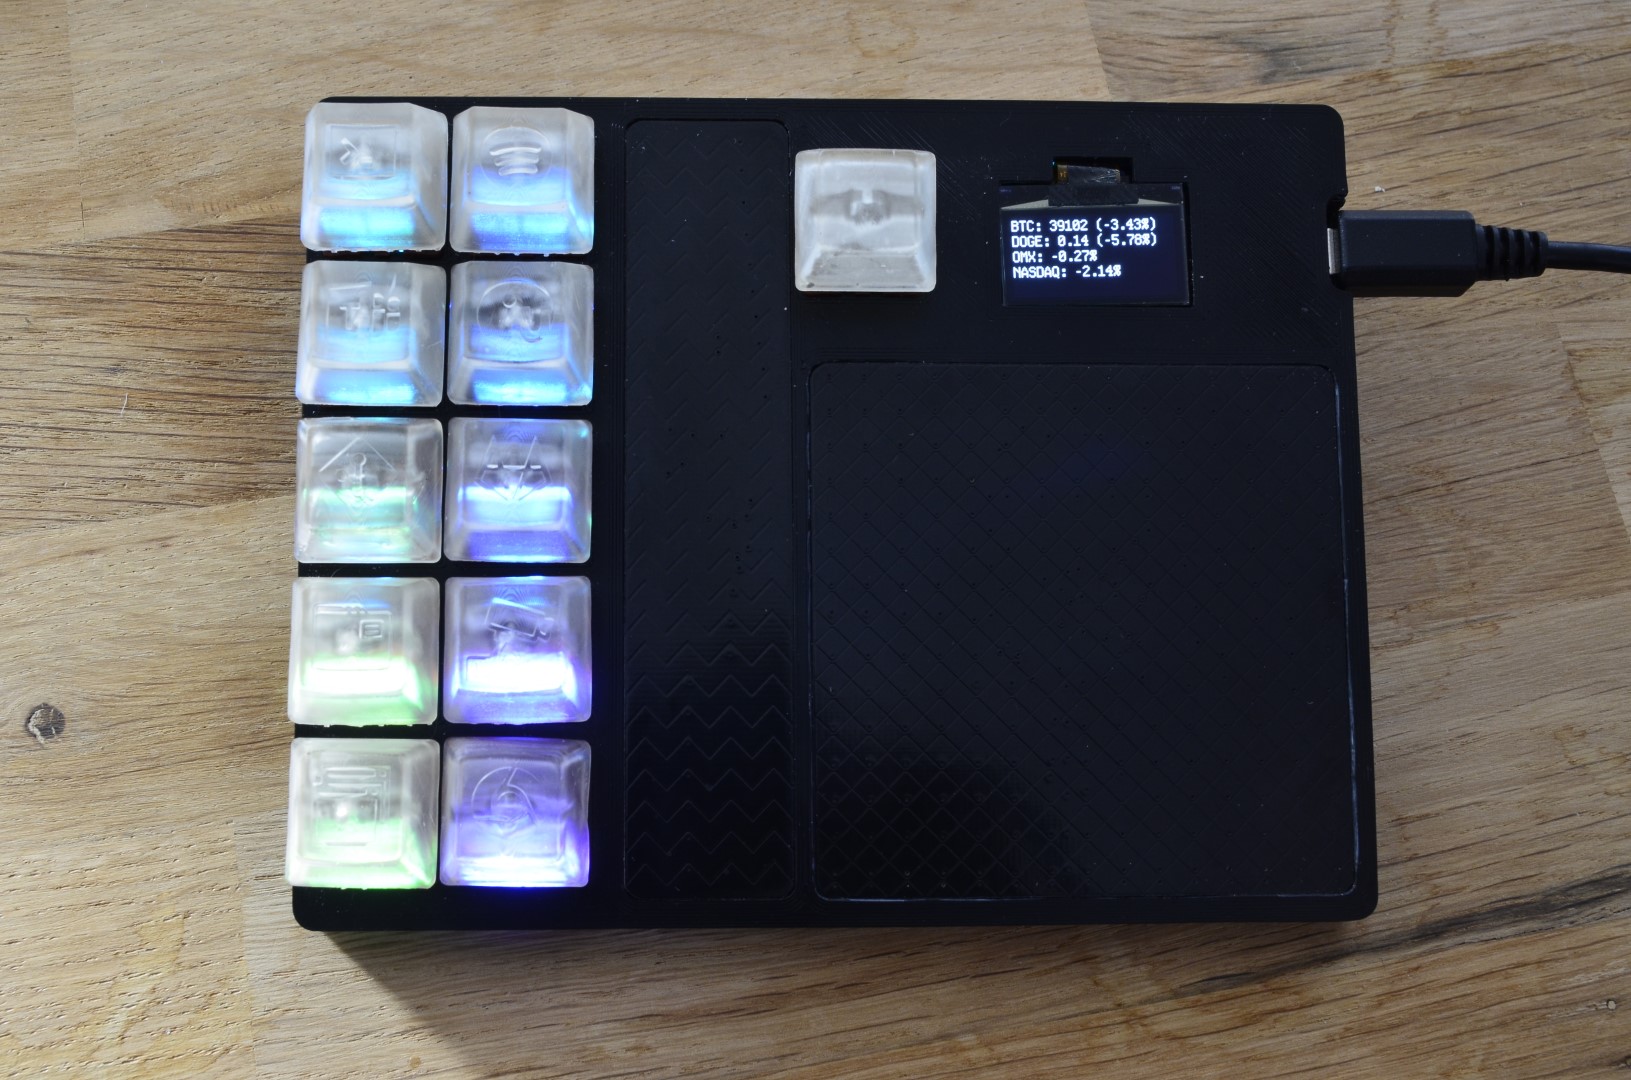 BTC: 39102 (-3.43%)
DOGE: 0.14 (-5.78%)
OMX: -0.27%
NASDAQ: -2.14%